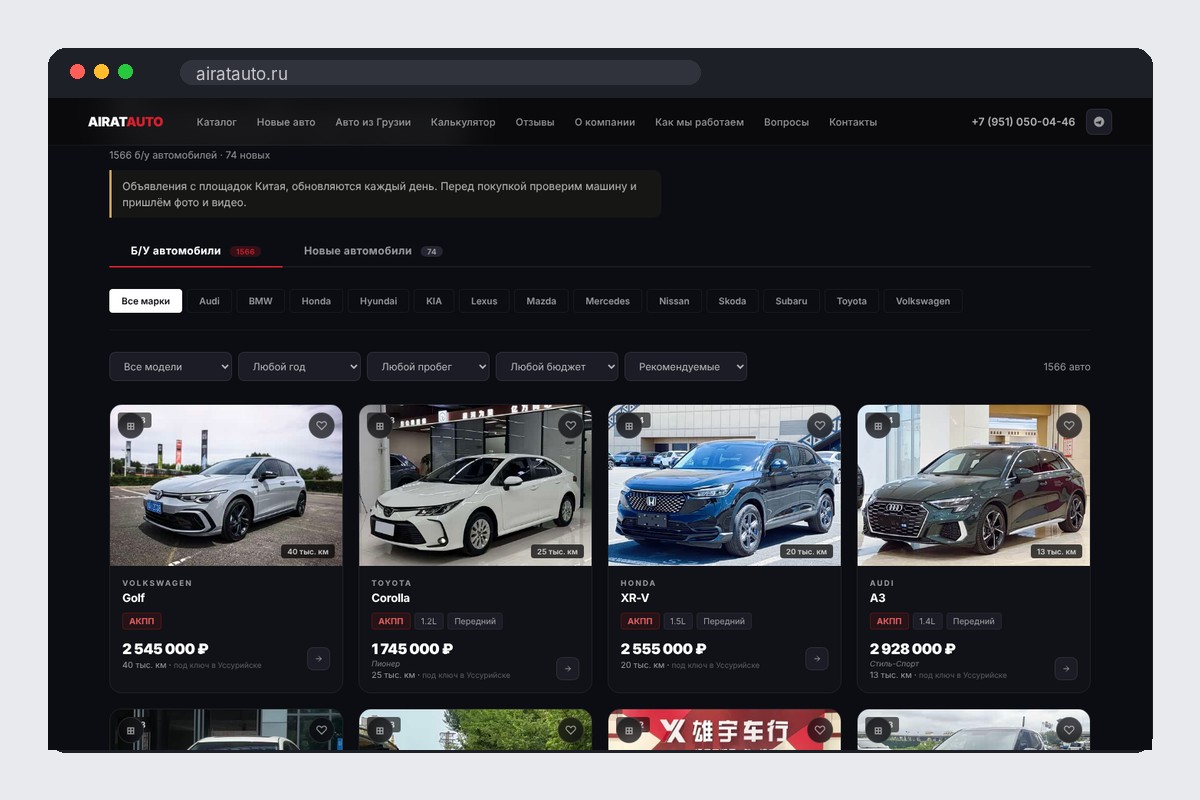 airatauto.ru
AIRATAUTO Каталог Новые авто Авто из Грузии Калькулятор Отзывы О компании Как мы работаем Вопросы Контакты +7 (951) 050-04-46
1566 б/у автомобилей · 74 новых
Объявления с площадок Китая, обновляются каждый день. Перед покупкой проверим машину и
пришлём фото и видео.
Б/У автомобили 1566 Новые автомобили 74
Все марки Audi BMW Honda Hyundai KIA Lexus Mazda Mercedes Nissan Skoda Subaru Toyota Volkswagen
Все модели Любой год Любой пробег Любой бюджет Рекомендуемые 1566 авто
40 тыс. км 25 тыс. км 20 тыс. км 13 тыс. км
VOLKSWAGEN
Golf
АКПП
2 545 000 ₽
40 тыс. км · под ключ в Уссурийске
TOYOTA
Corolla
АКПП 1.2L Передний
1 745 000 ₽
Пионер
25 тыс. км · под ключ в Уссурийске
HONDA
XR-V
АКПП 1.5L Передний
2 555 000 ₽
20 тыс. км · под ключ в Уссурийске
AUDI
A3
АКПП 1.4L Передний
2 928 000 ₽
Стиль-Спорт
13 тыс. км · под ключ в Уссурийске
雄宇车行